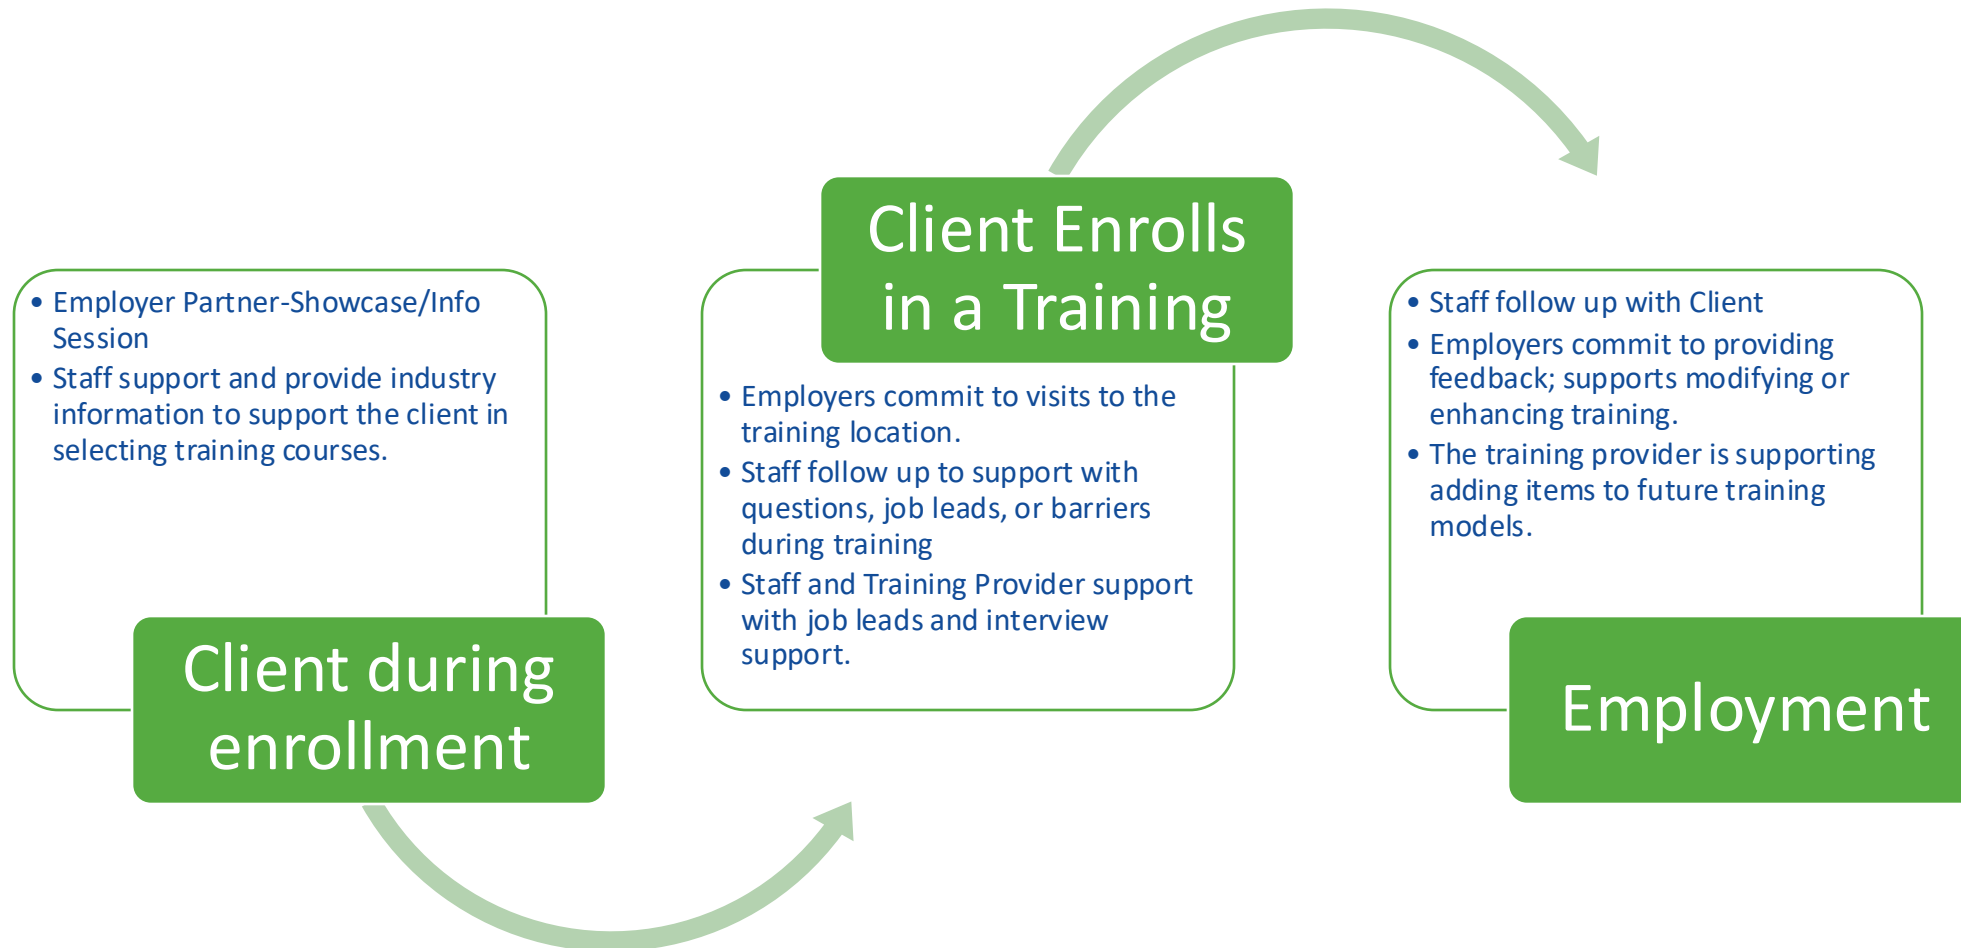 • Employer Partner-Showcase/Info
Session
• Staff support and provide industry
information to support the client in
selecting training courses.
Client during
enrollment
Client Enrolls
in a Training
• Employers commit to visits to the
training location.
• Staff follow up to support with
questions, job leads, or barriers
during training
• Staff and Training Provider support
with job leads and interview
support.
• Staff follow up with Client
• Employers commit to providing
feedback; supports modifying or
enhancing training.
• The training provider is supporting
adding items to future training
models.
Employment